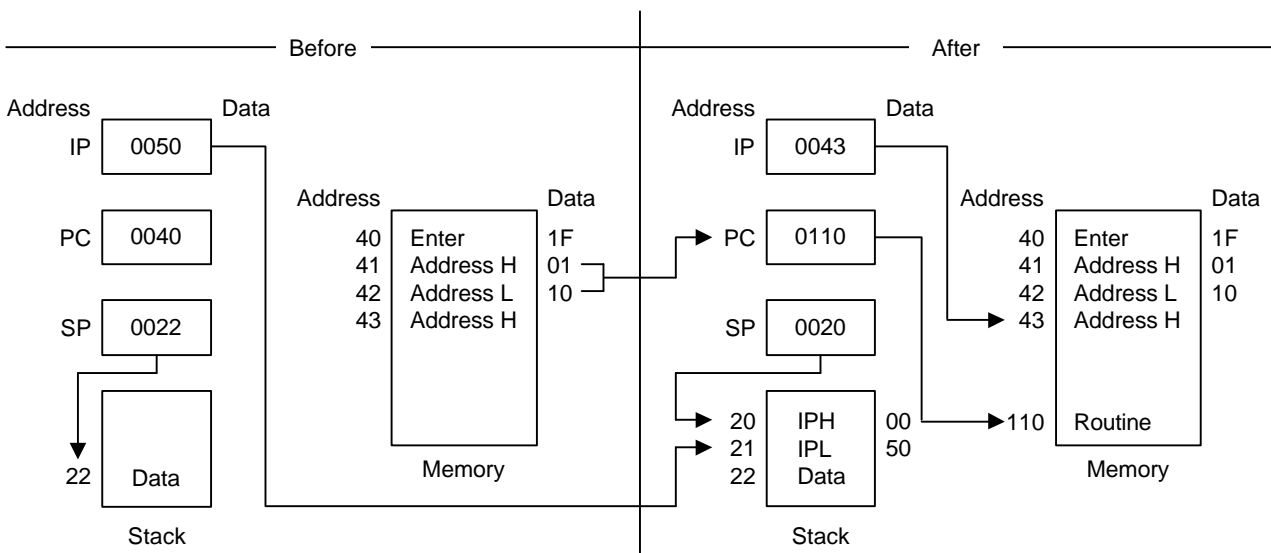 Before
After
Address Data
IP 0050
Address Data
PC 0040
40 Enter 1F
41 Address H 01
42 Address L 10
43 Address H
SP 0022
22 Data
Memory
Stack
Address Data
IP 0043
Address Data
PC 0110
40 Enter 1F
41 Address H 01
42 Address L 10
43 Address H
SP 0020
20 IPH 00
21 IPL 50
22 Data
110 Routine
Memory
Stack